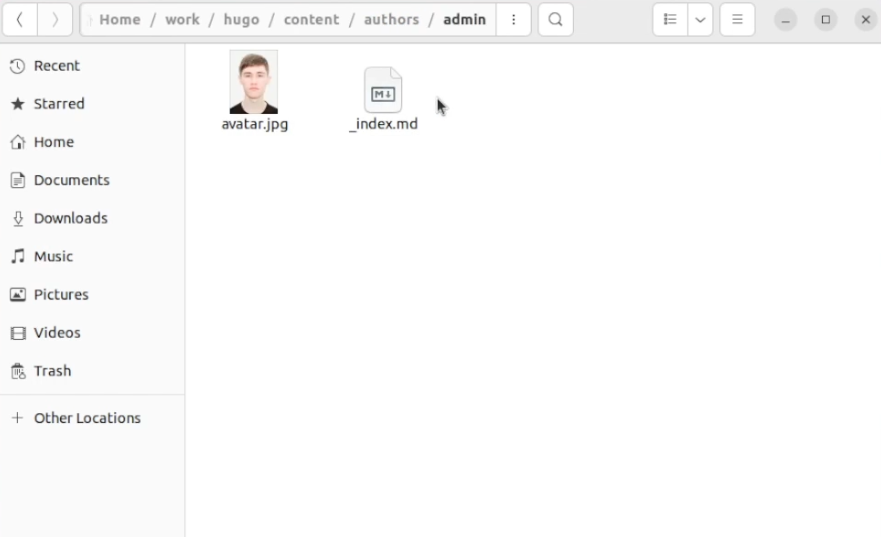 Home / work / hugo / content / authors / admin
Recent
Starred
Home
Documents
Downloads
Music
Pictures
Videos
Trash
Other Locations
avatar.jpg
M↓
_index.md